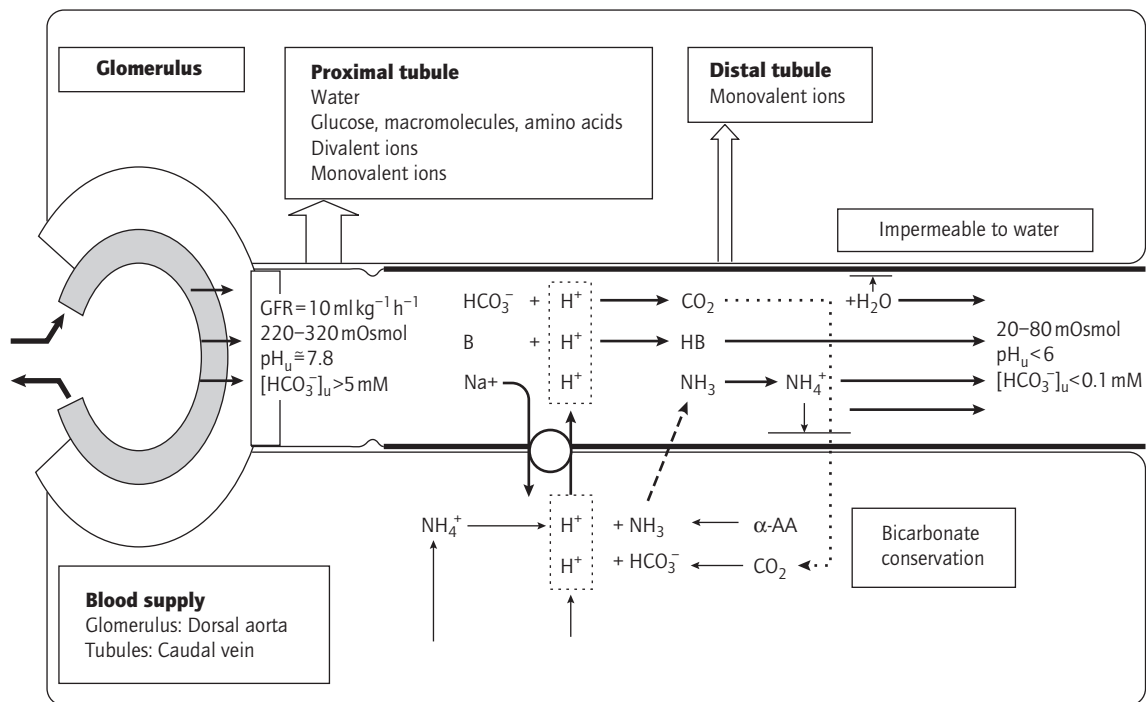 Glomerulus
Proximal tubule
Water
Glucose, macromolecules, amino acids
Divalent ions
Monovalent ions
Distal tubule
Monovalent ions
Impermeable to water
GFR = 10 ml kg⁻¹ h⁻¹
220–320 mOsmol
pHᵤ ≅ 7.8
[HCO₃⁻]ᵤ > 5 mM
HCO₃⁻ + H⁺ CO₂ +H₂O
B + H⁺ HB
Na+ H⁺ NH₃ NH₄⁺
20–80 mOsmol
pHᵤ < 6
[HCO₃⁻]ᵤ < 0.1 mM
NH₄⁺ H⁺ + NH₃ α-AA
H⁺ + HCO₃⁻ CO₂
Bicarbonate
conservation
Blood supply
Glomerulus: Dorsal aorta
Tubules: Caudal vein